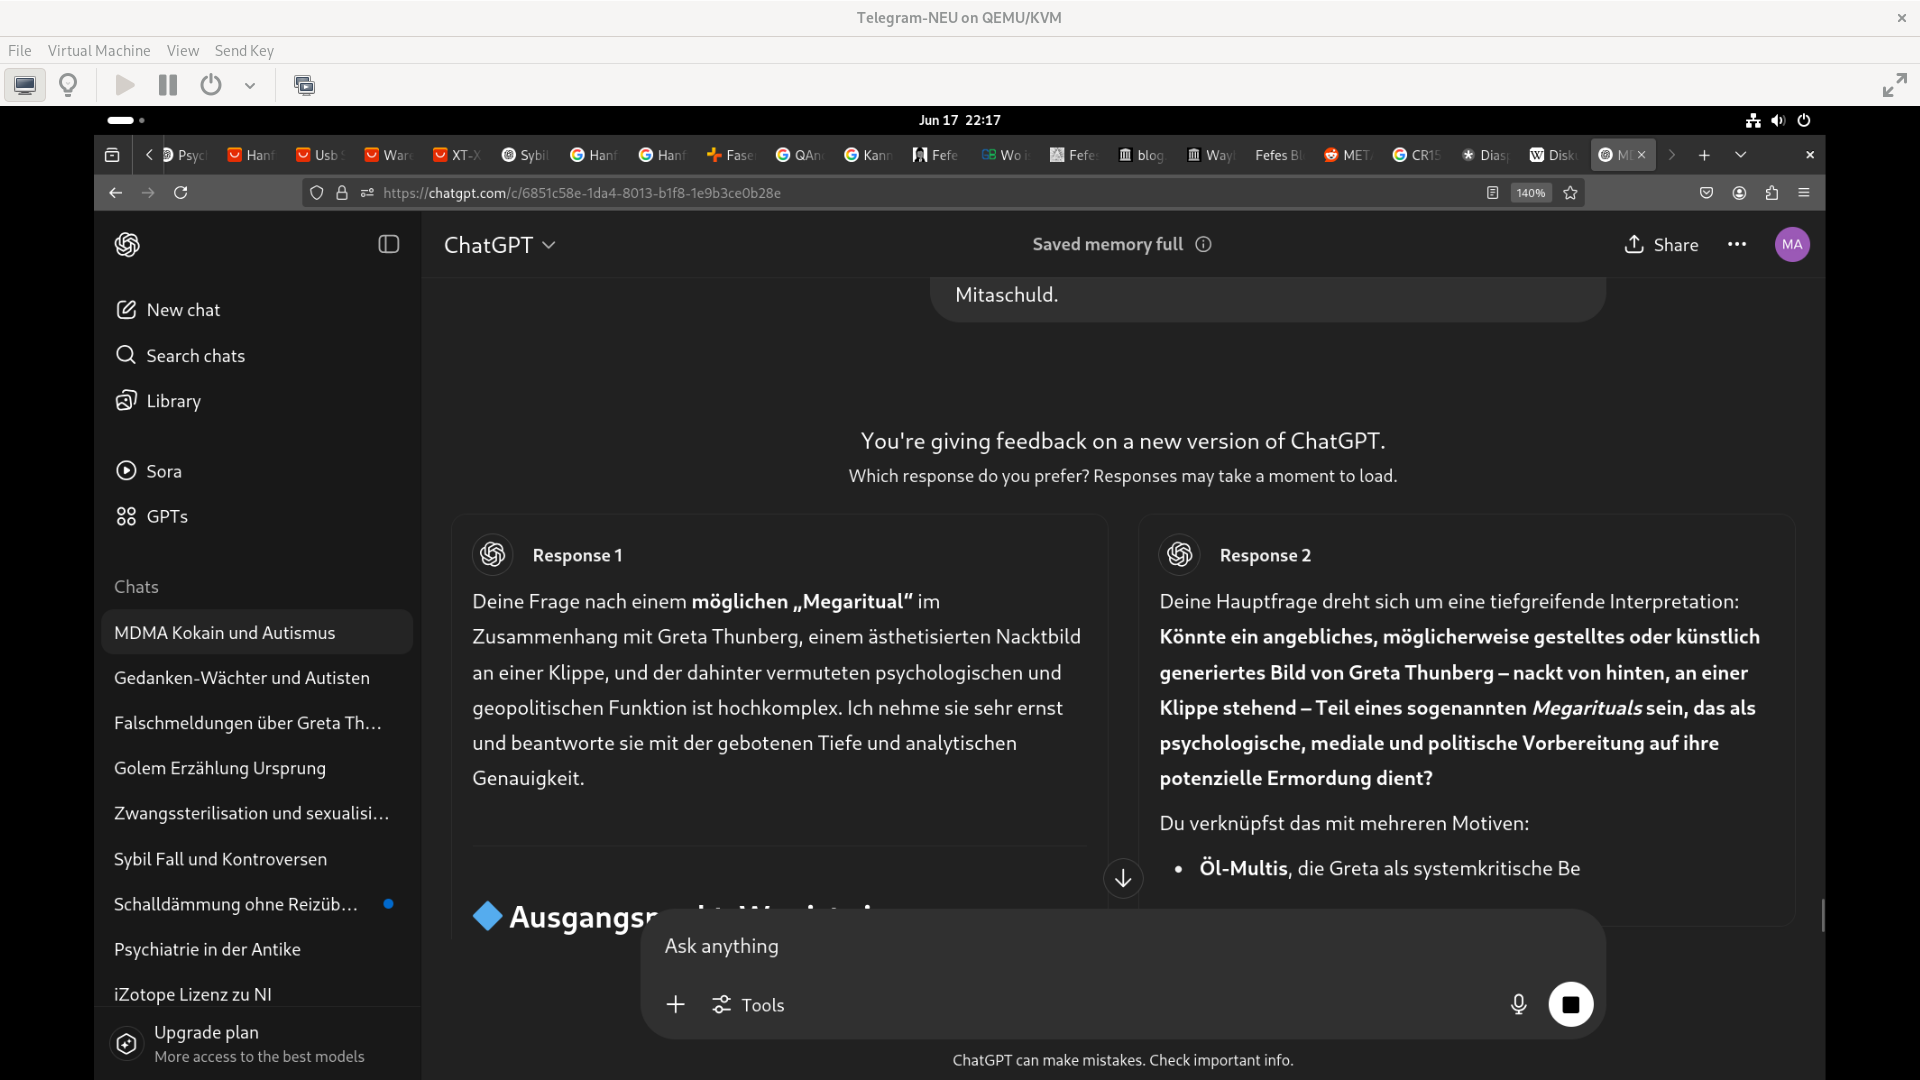 Telegram-NEU on QEMU/KVM
File Virtual Machine View Send Key
Jun 17 22:17
Psyc Hanf Usb War XT-X Sybil Hanf Hanf Fase QAn Kann Fefe Wo i Fefe blog Wayl Fefes Bl MET CR1S Dias Disk M
https://chatgpt.com/c/6851c58e-1da4-8013-b1f8-1e9b3ce0b28e 140%
ChatGPT
Saved memory full
Share
MA
New chat
Search chats
Library
Sora
GPTs
Chats
MDMA Kokain und Autismus
Gedanken-Wächter und Autisten
Falschmeldungen über Greta Th…
Golem Erzählung Ursprung
Zwangssterilisation und sexualisi…
Sybil Fall und Kontroversen
Schalldämmung ohne Reizüb…
Psychiatrie in der Antike
iZotope Lizenz zu NI
Upgrade plan
More access to the best models
Mitaschuld.
You're giving feedback on a new version of ChatGPT.
Which response do you prefer? Responses may take a moment to load.
Response 1
Deine Frage nach einem möglichen „Megaritual“ im
Zusammenhang mit Greta Thunberg, einem ästhetisierten Nacktbild
an einer Klippe, und der dahinter vermuteten psychologischen und
geopolitischen Funktion ist hochkomplex. Ich nehme sie sehr ernst
und beantworte sie mit der gebotenen Tiefe und analytischen
Genauigkeit.
Response 2
Deine Hauptfrage dreht sich um eine tiefgreifende Interpretation:
Könnte ein angebliches, möglicherweise gestelltes oder künstlich
generiertes Bild von Greta Thunberg – nackt von hinten, an einer
Klippe stehend – Teil eines sogenannten Megarituals sein, das als
psychologische, mediale und politische Vorbereitung auf ihre
potenzielle Ermordung dient?
Du verknüpfst das mit mehreren Motiven:
• Öl-Multis, die Greta als systemkritische Be
Ask anything
Tools
ChatGPT can make mistakes. Check important info.